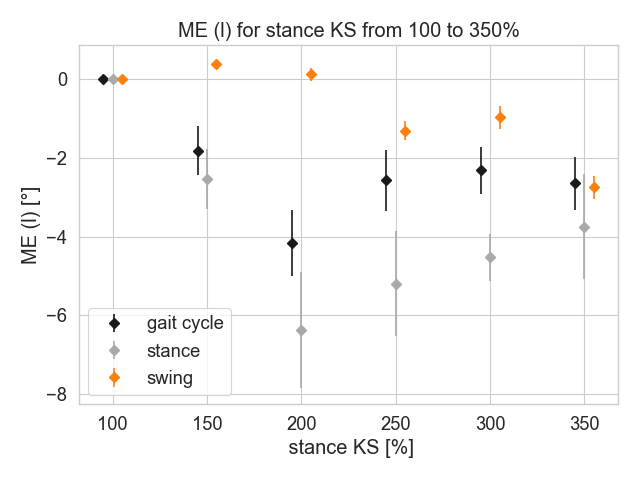 ME (l) for stance KS from 100 to 350%
ME (l) [°]
0
−2
−4
−6
−8
gait cycle
stance
swing
100 150 200 250 300 350
stance KS [%]